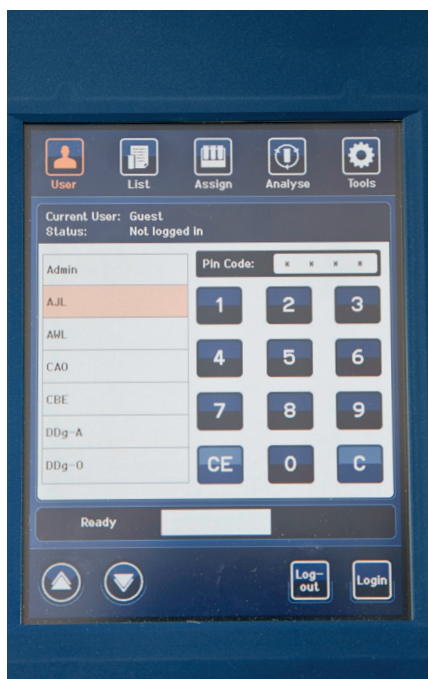 User List Assign Analyse Tools
Current User: Guest
Status: Not logged in
Pin Code: * * * *
Admin
AJL
AWL
CAO
CBE
DDg-A
DDg-O
1 2 3
4 5 6
7 8 9
CE 0 C
Ready
Log-
out
Login